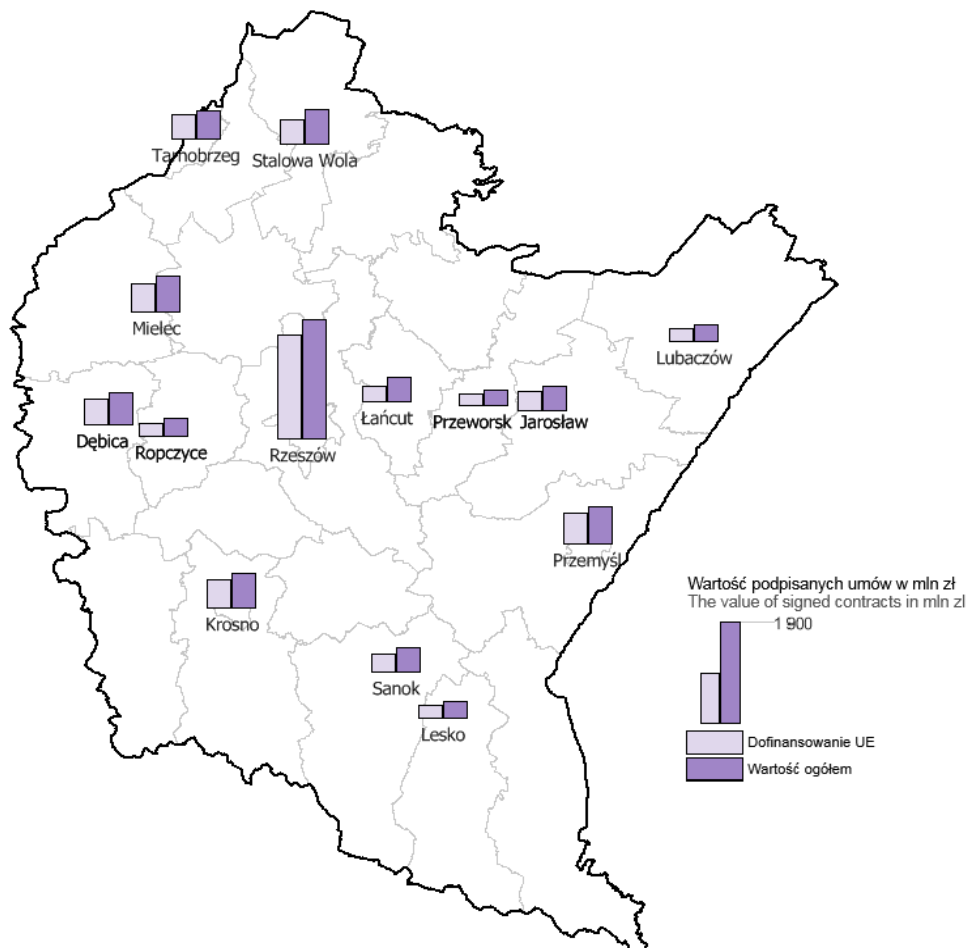 Tarnobrzeg
Stalowa Wola
Mielec
Lubaczów
Łańcut
Przeworsk
Jarosław
Dębica
Ropczyce
Rzeszów
Przemyśl
Wartość podpisanych umów w mln zł
The value of signed contracts in mln zl
1 900
Krosno
Sanok
Lesko
Dofinansowanie UE
Wartość ogółem